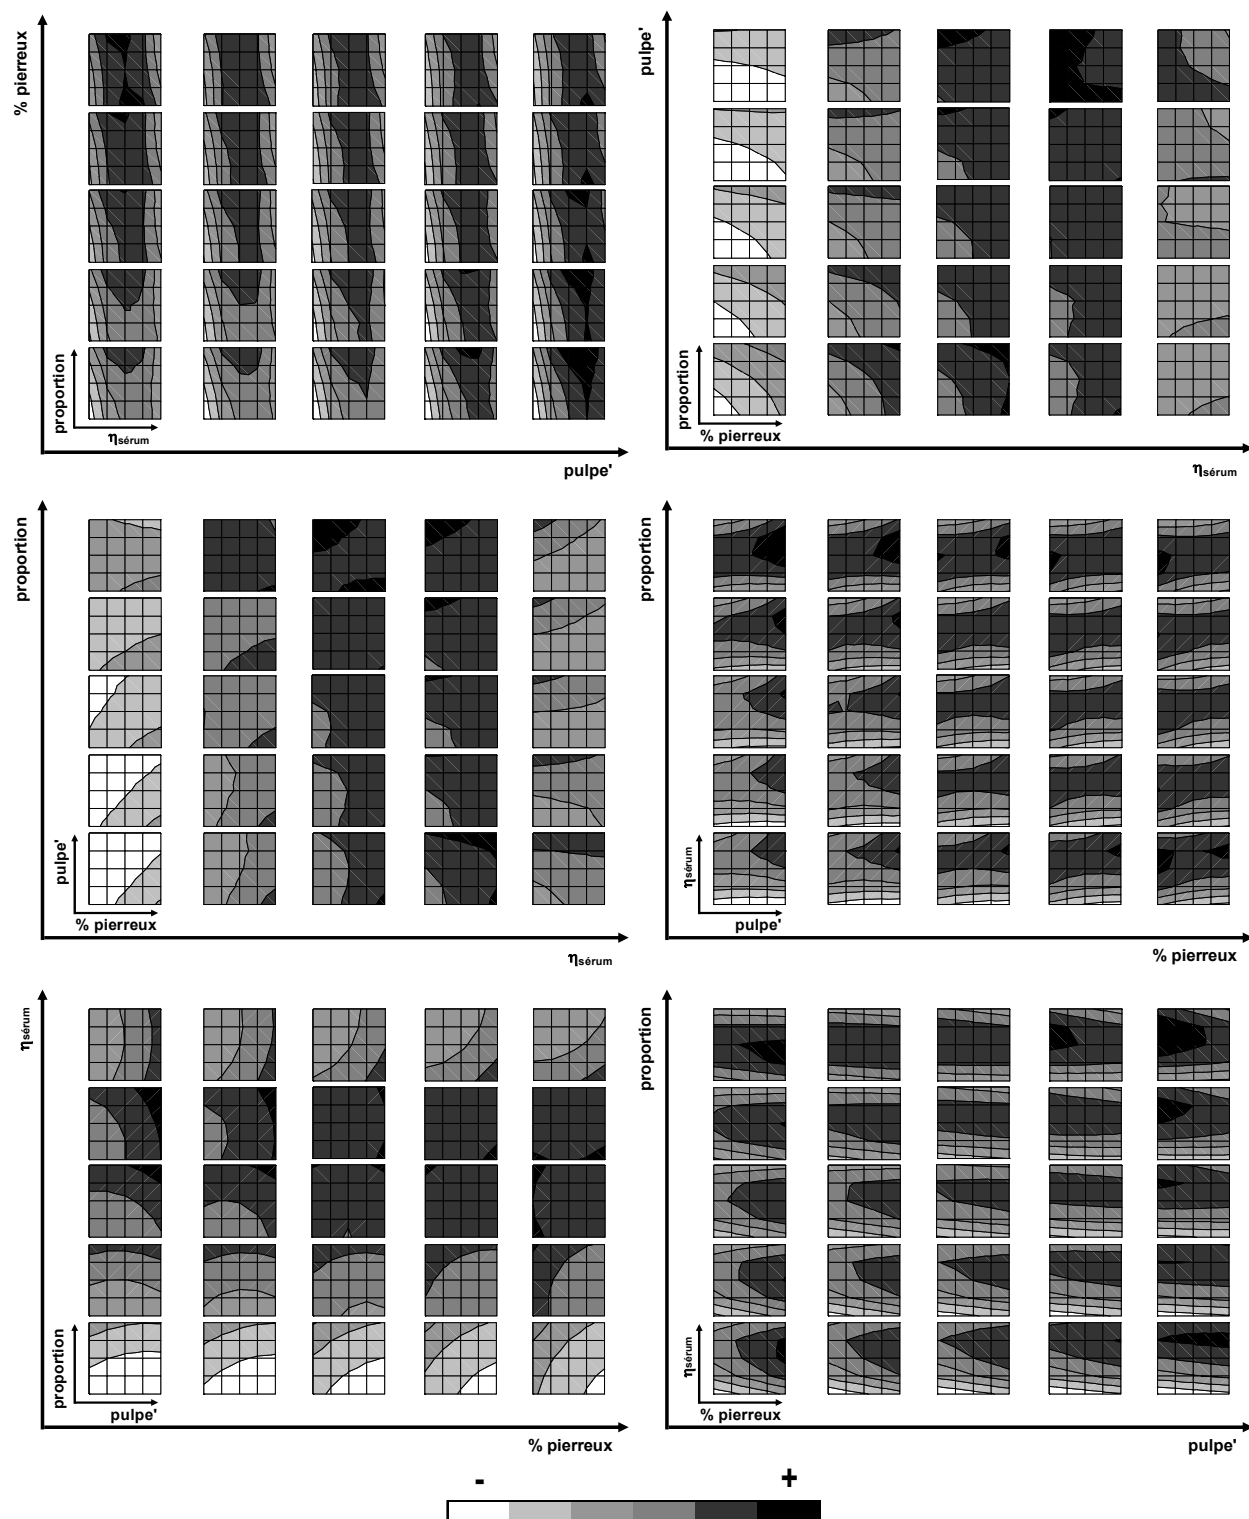 % pierreux
proportion
ηsérum
pulpe'
pulpe'
proportion
% pierreux
ηsérum
proportion
pulpe'
% pierreux
ηsérum
proportion
ηsérum
pulpe'
% pierreux
ηsérum
proportion
pulpe'
% pierreux
proportion
ηsérum
% pierreux
pulpe'
- +